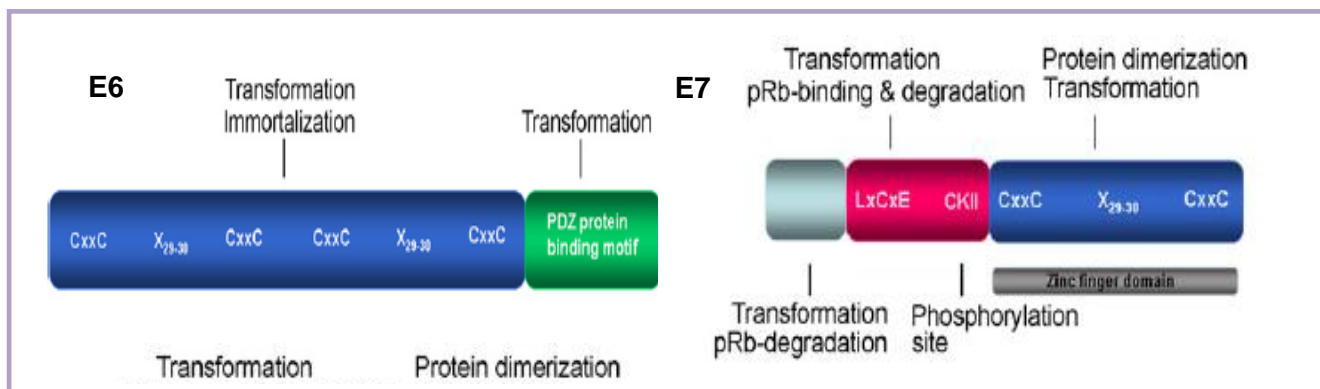 E6
Transformation
Immortalization
Transformation
CxxC X29-30 CxxC CxxC X29-30 CxxC
PDZ protein
binding motif
E7
Transformation
pRb-binding & degradation
Protein dimerization
Transformation
LxCxE CKII CxxC X29-30 CxxC
Zinc finger domain
Transformation
pRb-degradation
Phosphorylation
site
Transformation Protein dimerization